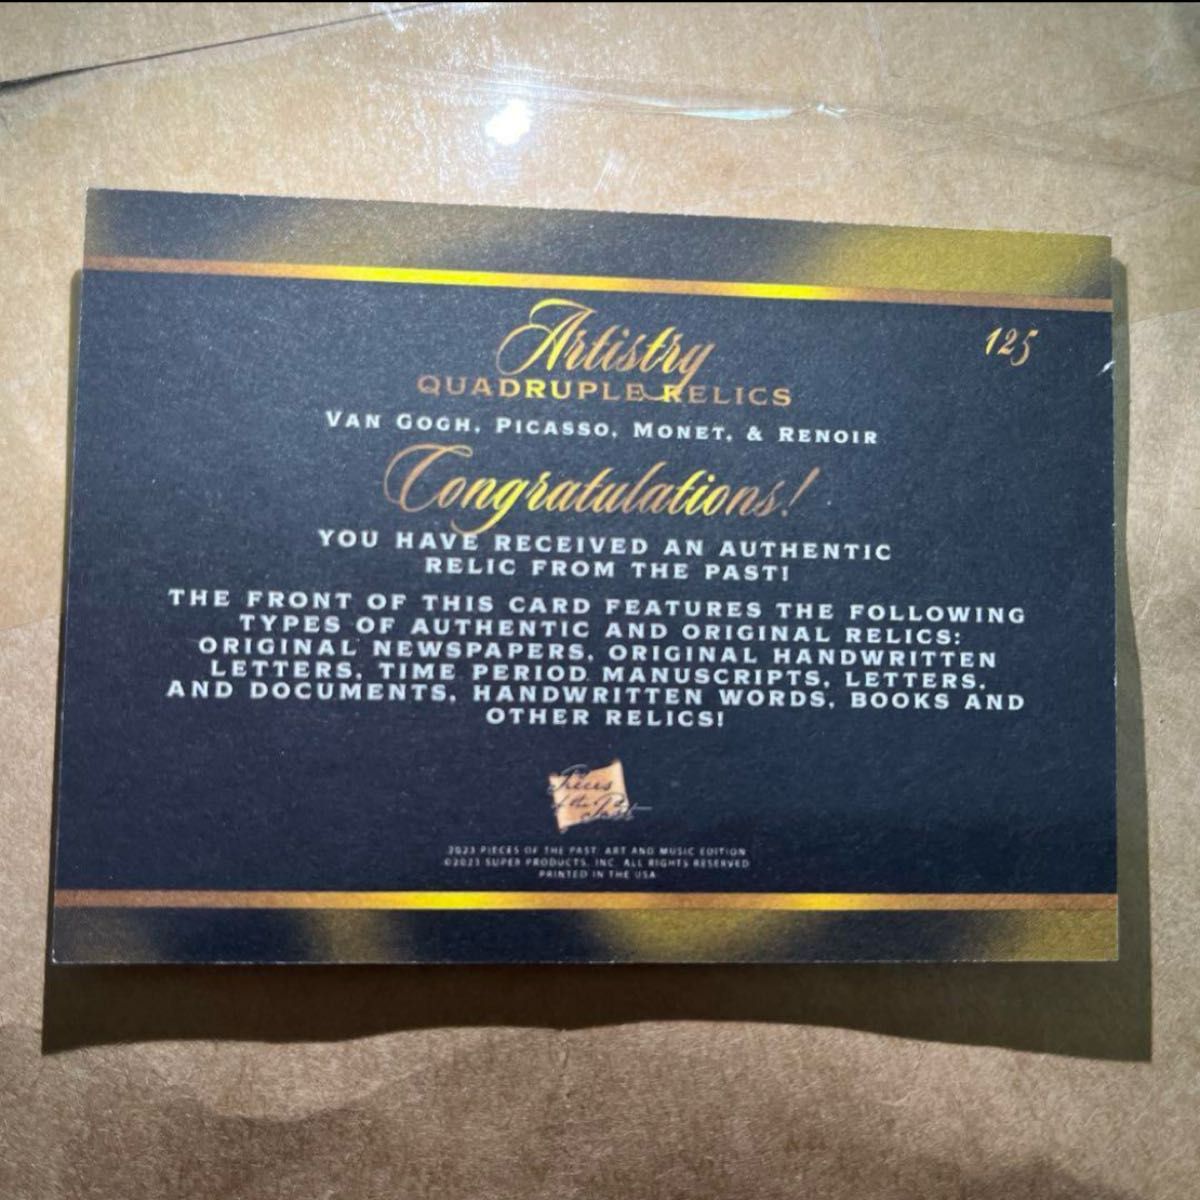 125
Artistry
QUADRUPLE RELICS
VAN GOGH, PICASSO, MONET, & RENOIR
Congratulations!
YOU HAVE RECEIVED AN AUTHENTIC
RELIC FROM THE PAST!
THE FRONT OF THIS CARD FEATURES THE FOLLOWING
TYPES OF AUTHENTIC AND ORIGINAL RELICS:
ORIGINAL NEWSPAPERS, ORIGINAL HANDWRITTEN
LETTERS, TIME PERIOD MANUSCRIPTS, LETTERS,
AND DOCUMENTS, HANDWRITTEN WORDS, BOOKS AND
OTHER RELICS!
Pieces
of the Past
2023 PIECES OF THE PAST ART AND MUSIC EDITION
©2023 SUPER PRODUCTS, INC. ALL RIGHTS RESERVED
PRINTED IN THE USA